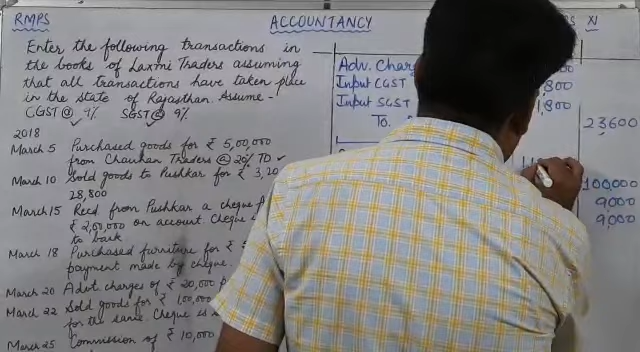 RMPS
ACCOUNTANCY
XI
Enter the following transactions in
the books of Laxmi Traders assuming
that all transactions have taken place
in the state of Rajasthan. Assume -
CGST @ 9% SGST @ 9%
2018
March 5 Purchased goods for ₹ 5,00,000
from Chauhan Traders @ 20% TD
March 10 Sold goods to Pushkar for ₹ 3,20
28,800
March 15 Recd from Pushkar a cheque f
₹ 2,00,000 on account. Cheque
to bank
March 18 Purchased furniture for ₹
payment made by cheque.
March 20 Advt charges of ₹ 20,000 p
March 22 Sold goods for ₹ 100,000
for the same. Cheque is
March 25 Commission of ₹ 10,000
Adv. Charg
Input CGST 1,800
Input SGST 1,800
To.
23600
100,000
9000
9,000